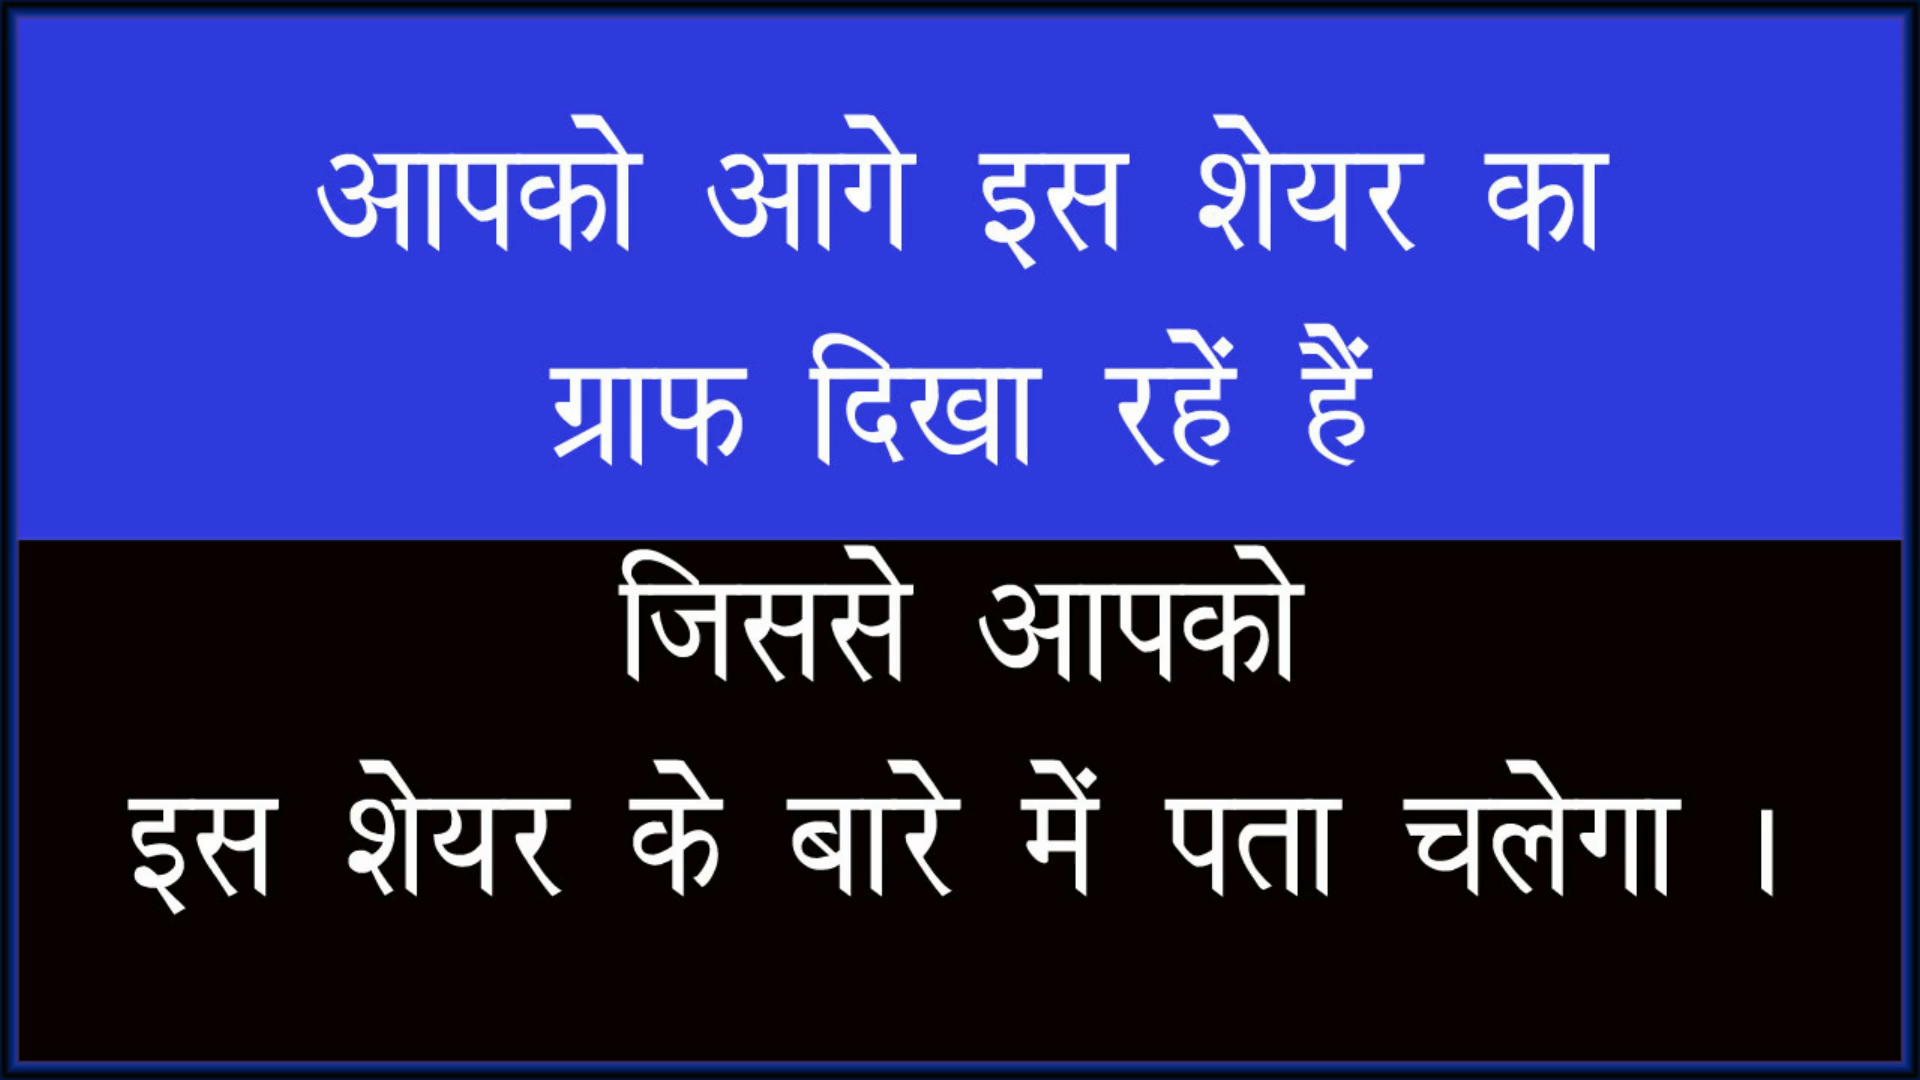 आपको आगे इस शेयर का
ग्राफ दिखा रहें हैं
जिससे आपको
इस शेयर के बारे में पता चलेगा ।